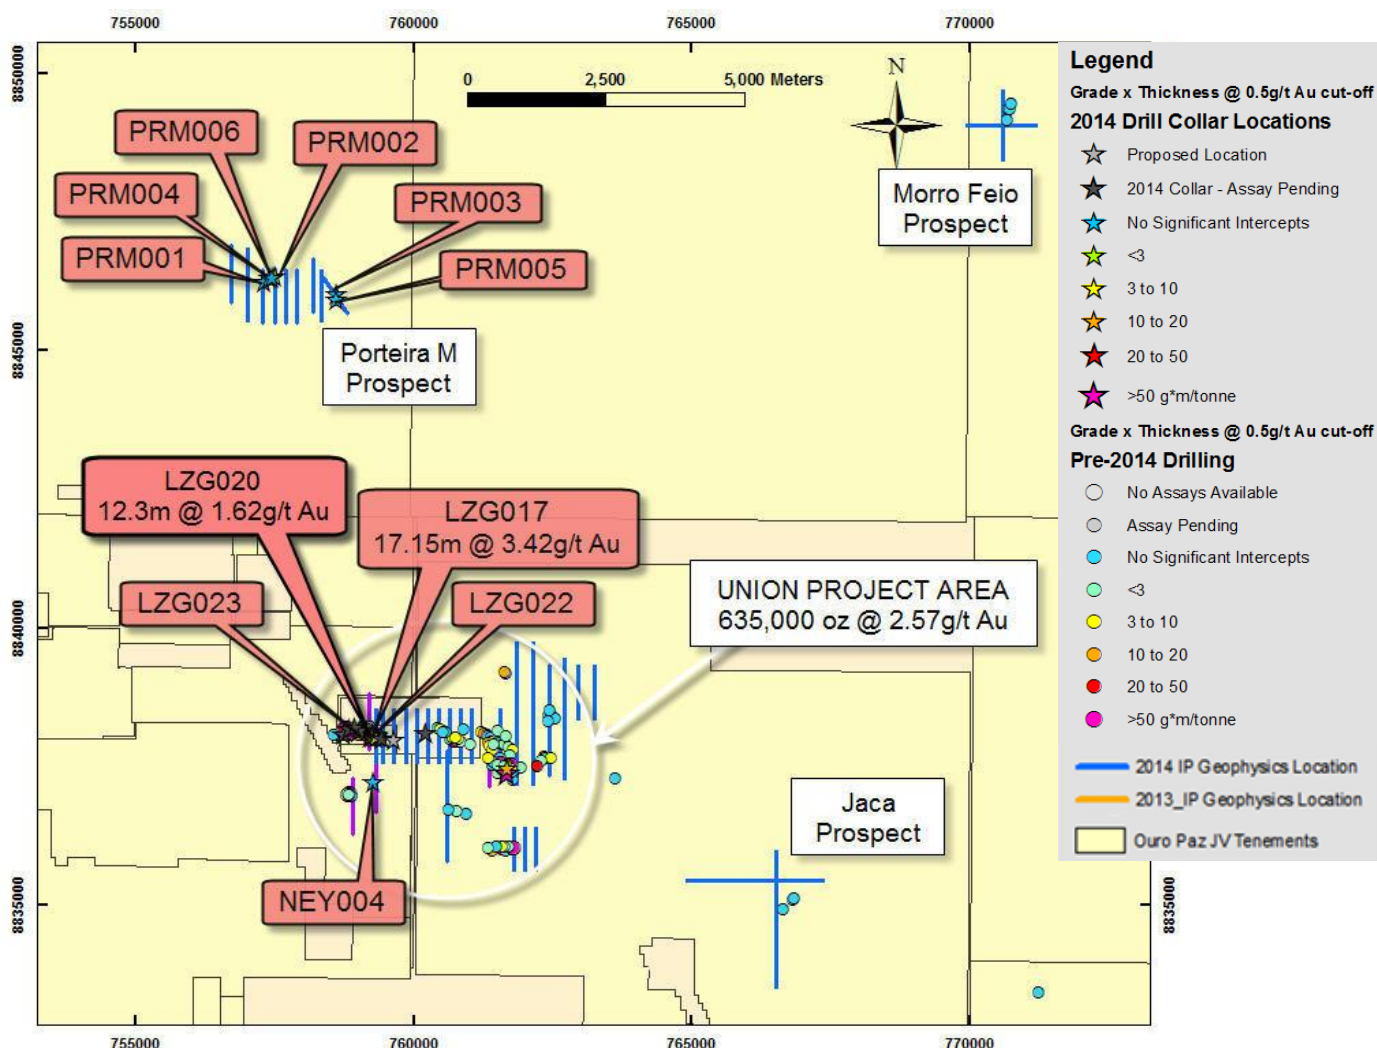 755000
760000
765000
770000
8850000
8845000
8840000
8835000
0
2,500
5,000 Meters
N
PRM006
PRM002
PRM004
PRM003
PRM001
PRM005
Morro Feio
Prospect
Porteira M
Prospect
LZG020
12.3m @ 1.62g/t Au
LZG017
17.15m @ 3.42g/t Au
LZG023
LZG022
UNION PROJECT AREA
635,000 oz @ 2.57g/t Au
Jaca
Prospect
NEY004
8835000
755000
760000
765000
770000
Legend
Grade x Thickness @ 0.5g/t Au cut-off
2014 Drill Collar Locations
Proposed Location
2014 Collar - Assay Pending
No Significant Intercepts
<3
3 to 10
10 to 20
20 to 50
>50 g*m/tonne
Grade x Thickness @ 0.5g/t Au cut-off
Pre-2014 Drilling
No Assays Available
Assay Pending
No Significant Intercepts
<3
3 to 10
10 to 20
20 to 50
>50 g*m/tonne
2014 IP Geophysics Location
2013_IP Geophysics Location
Ouro Paz JV Tenements